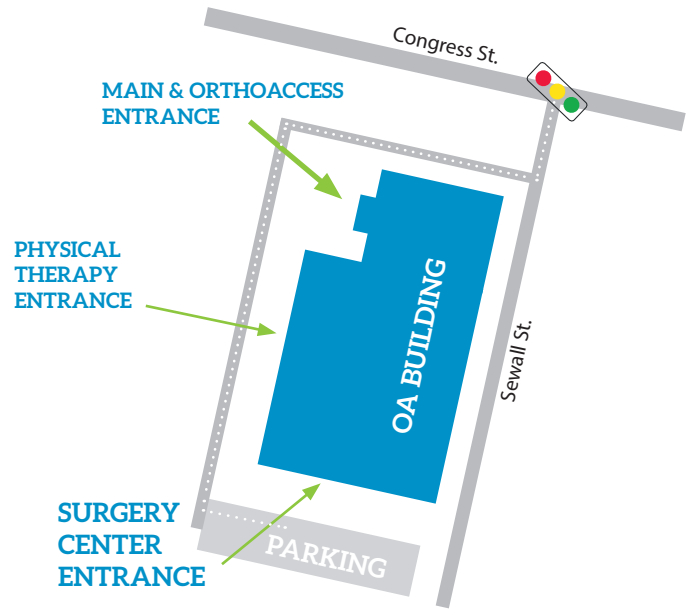 Congress St.
MAIN & ORTHOACCESS
ENTRANCE
PHYSICAL
THERAPY
ENTRANCE
OA BUILDING
Sewall St.
SURGERY
CENTER
ENTRANCE
PARKING